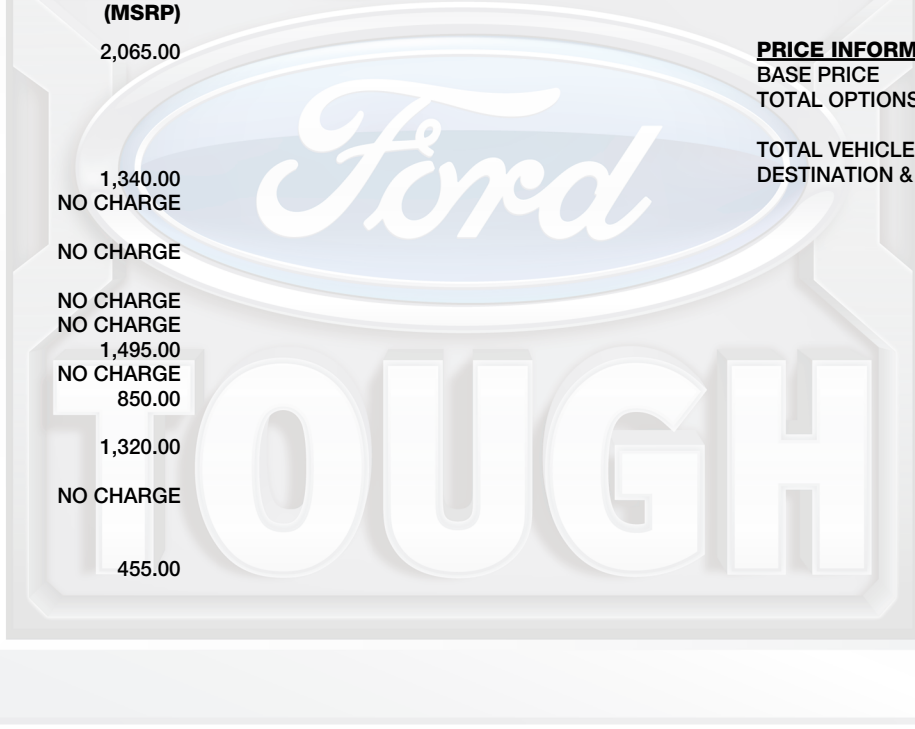 (MSRP)
2,065.00
1,340.00
NO CHARGE
NO CHARGE
NO CHARGE
NO CHARGE
1,495.00
NO CHARGE
850.00
1,320.00
NO CHARGE
455.00
PRICE INFORM
BASE PRICE
TOTAL OPTIONS
TOTAL VEHICLE
DESTINATION &
Ford
TOUGH